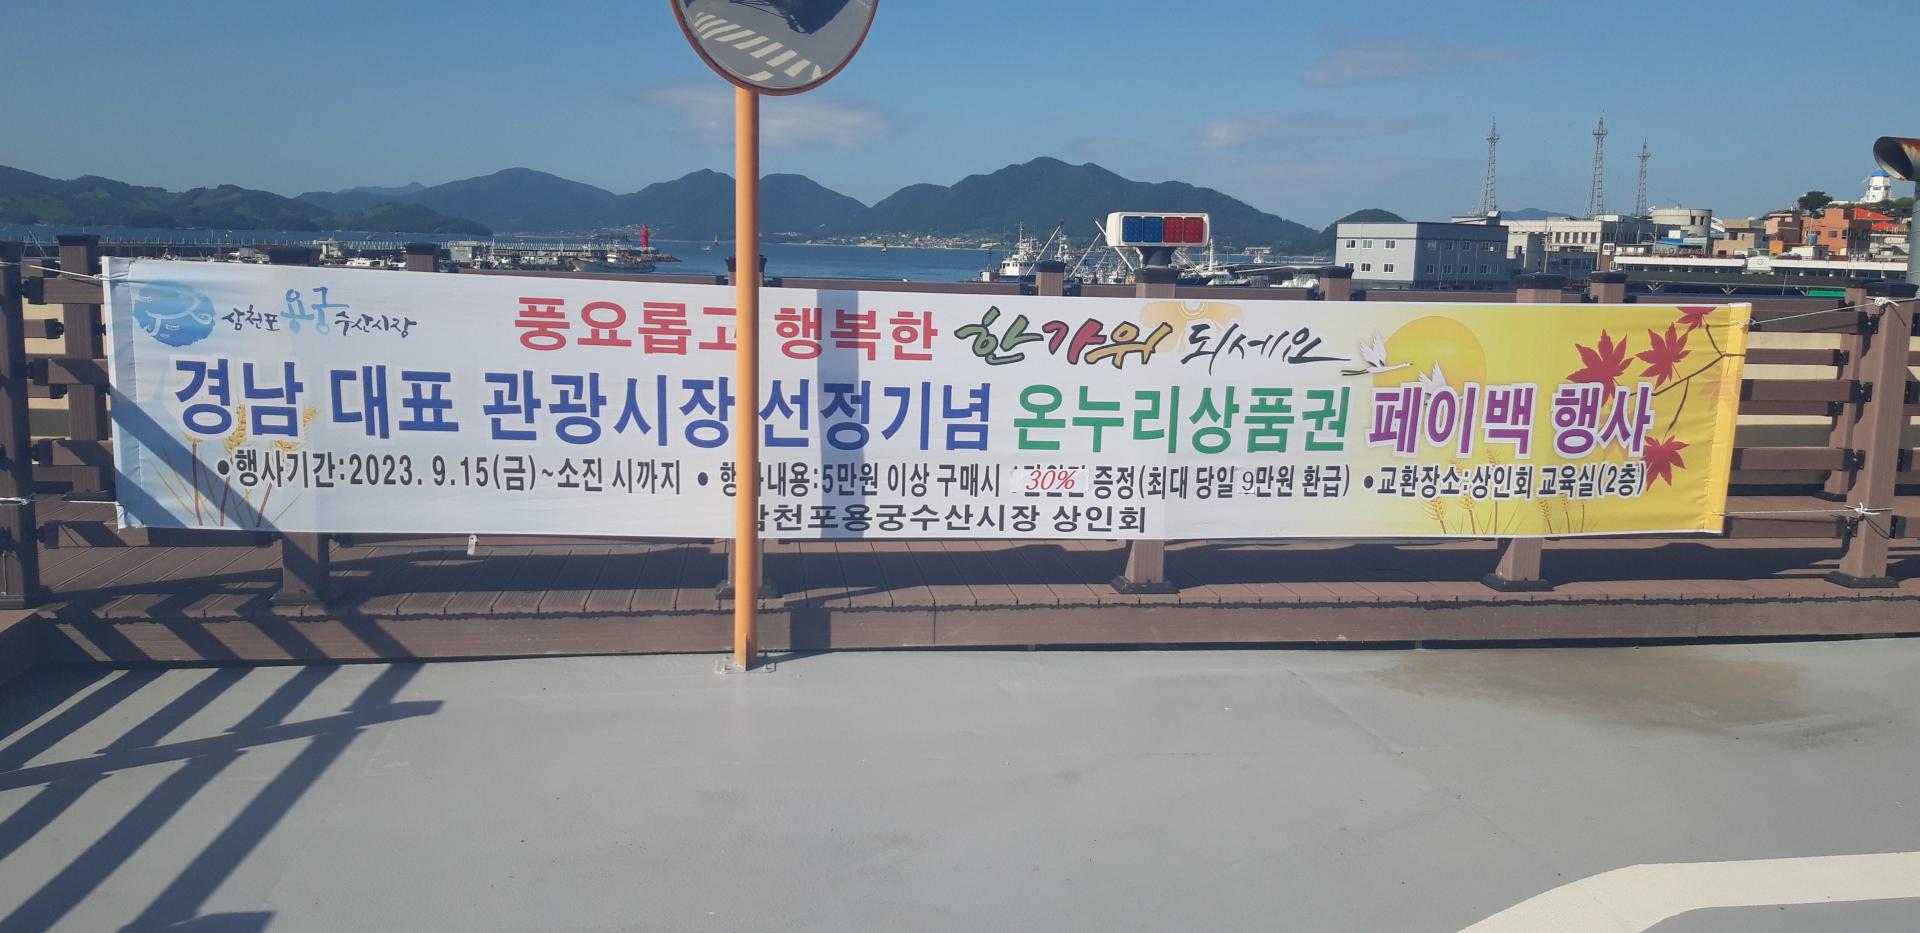 삼천포 용궁 수산시장
풍요롭고 행복한 한가위 되세요
경남 대표 관광시장 선정기념 온누리상품권 페이백 행사
•행사기간:2023. 9.15(금)~소진 시까지 • 행사내용:5만원 이상 구매시 30% 증정(최대 당일 9만원 환급) •교환장소:상인회 교육실(2층)
삼천포용궁수산시장 상인회